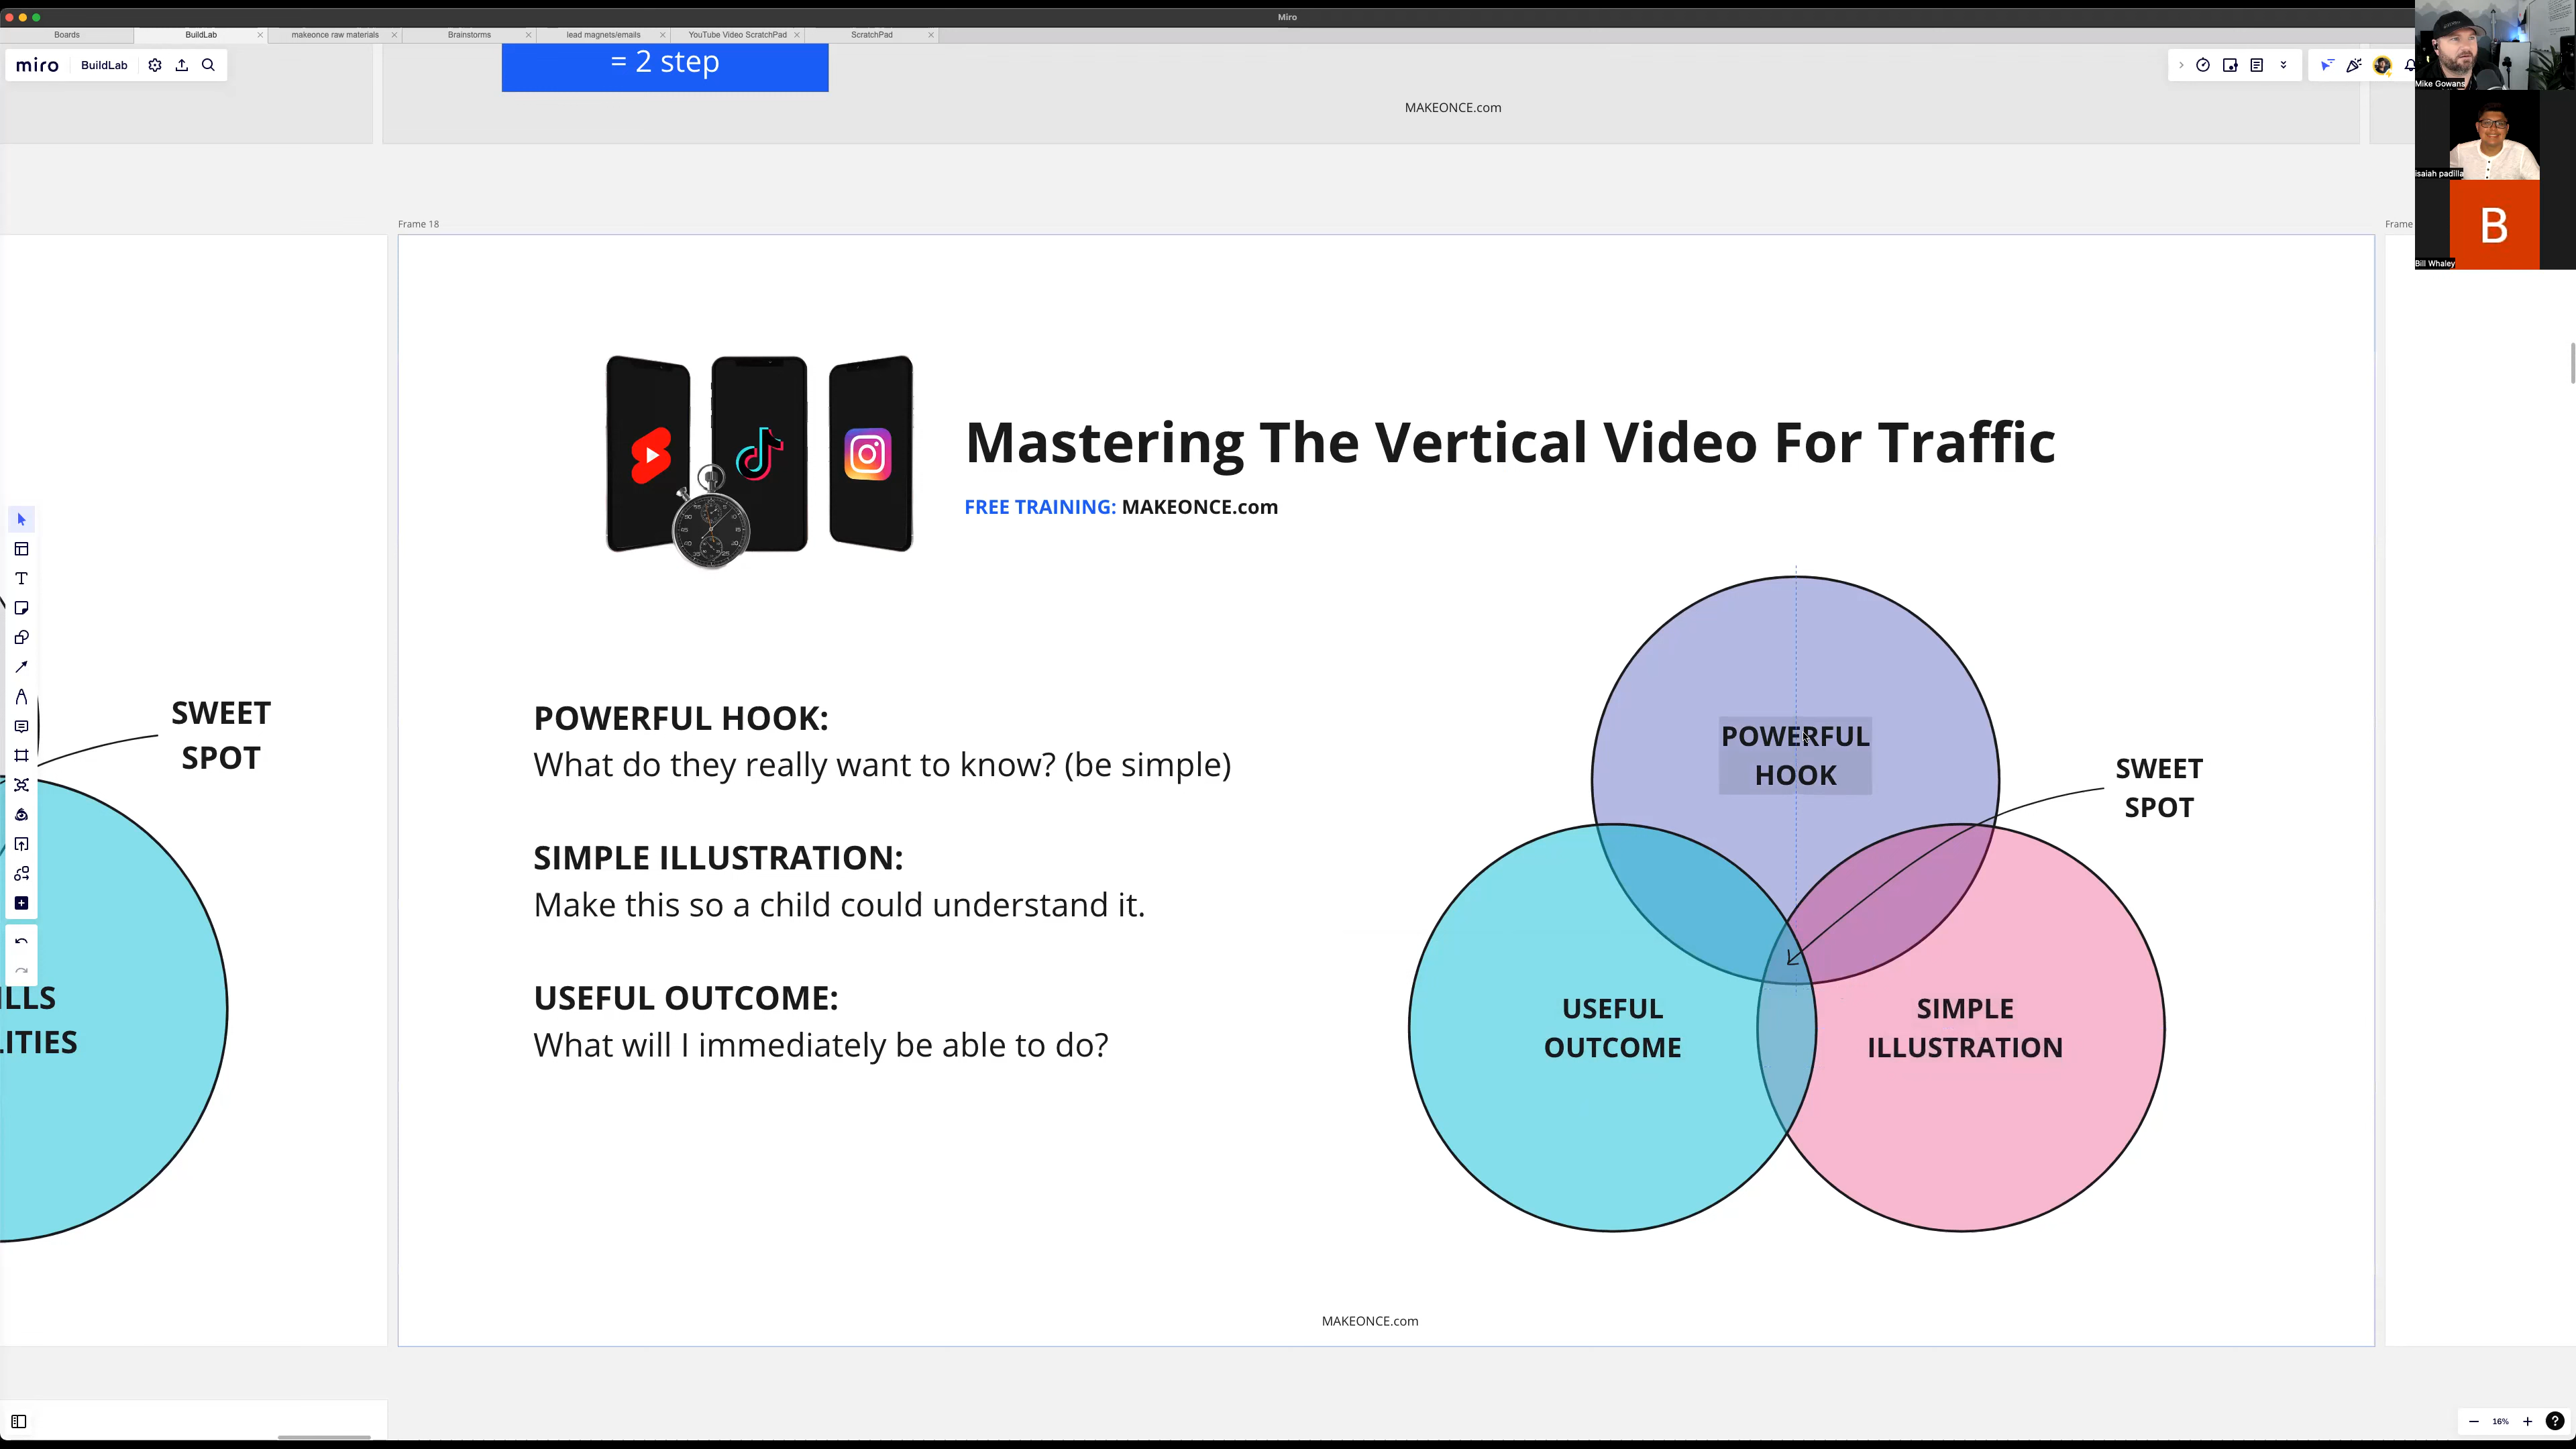 Miro
Boards
BuildLab
makeonce raw materials
Brainstorms
lead magnets/emails
YouTube Video ScratchPad
ScratchPad
miro
BuildLab
= 2 step
MAKEONCE.com
Mike Gowans
isaiah padilla
B
Bill Whaley
Frame 18
Frame
Mastering The Vertical Video For Traffic
FREE TRAINING: MAKEONCE.com
SWEET
SPOT
ILLS
LITIES
POWERFUL HOOK:
What do they really want to know? (be simple)
SIMPLE ILLUSTRATION:
Make this so a child could understand it.
USEFUL OUTCOME:
What will I immediately be able to do?
POWERFUL
HOOK
SWEET
SPOT
USEFUL
OUTCOME
SIMPLE
ILLUSTRATION
MAKEONCE.com
16%